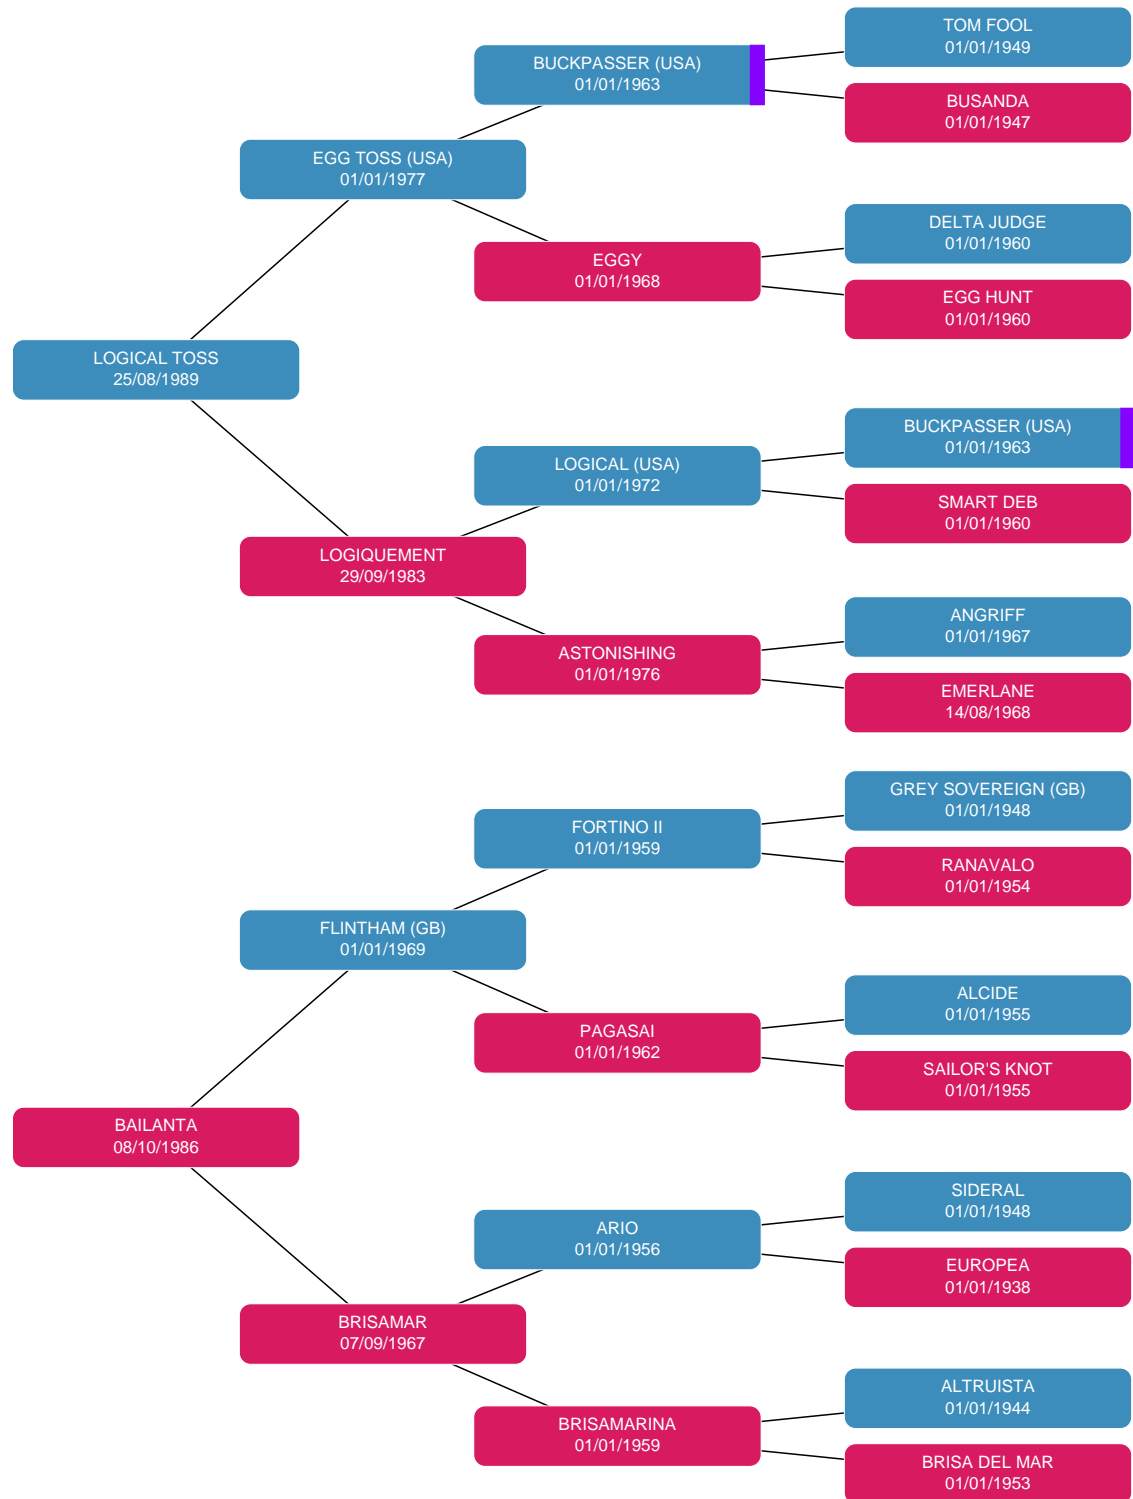 TOM FOOL
01/01/1949
BUCKPASSER (USA)
01/01/1963
BUSANDA
01/01/1947
EGG TOSS (USA)
01/01/1977
DELTA JUDGE
01/01/1960
EGGY
01/01/1968
EGG HUNT
01/01/1960
LOGICAL TOSS
25/08/1989
BUCKPASSER (USA)
01/01/1963
LOGICAL (USA)
01/01/1972
SMART DEB
01/01/1960
LOGIQUEMENT
29/09/1983
ANGRIFF
01/01/1967
ASTONISHING
01/01/1976
EMERLANE
14/08/1968
GREY SOVEREIGN (GB)
01/01/1948
FORTINO II
01/01/1959
RANAVALO
01/01/1954
FLINTHAM (GB)
01/01/1969
ALCIDE
01/01/1955
PAGASAI
01/01/1962
SAILOR'S KNOT
01/01/1955
BAILANTA
08/10/1986
SIDERAL
01/01/1948
ARIO
01/01/1956
EUROPEA
01/01/1938
BRISAMAR
07/09/1967
ALTRUISTA
01/01/1944
BRISAMARINA
01/01/1959
BRISA DEL MAR
01/01/1953